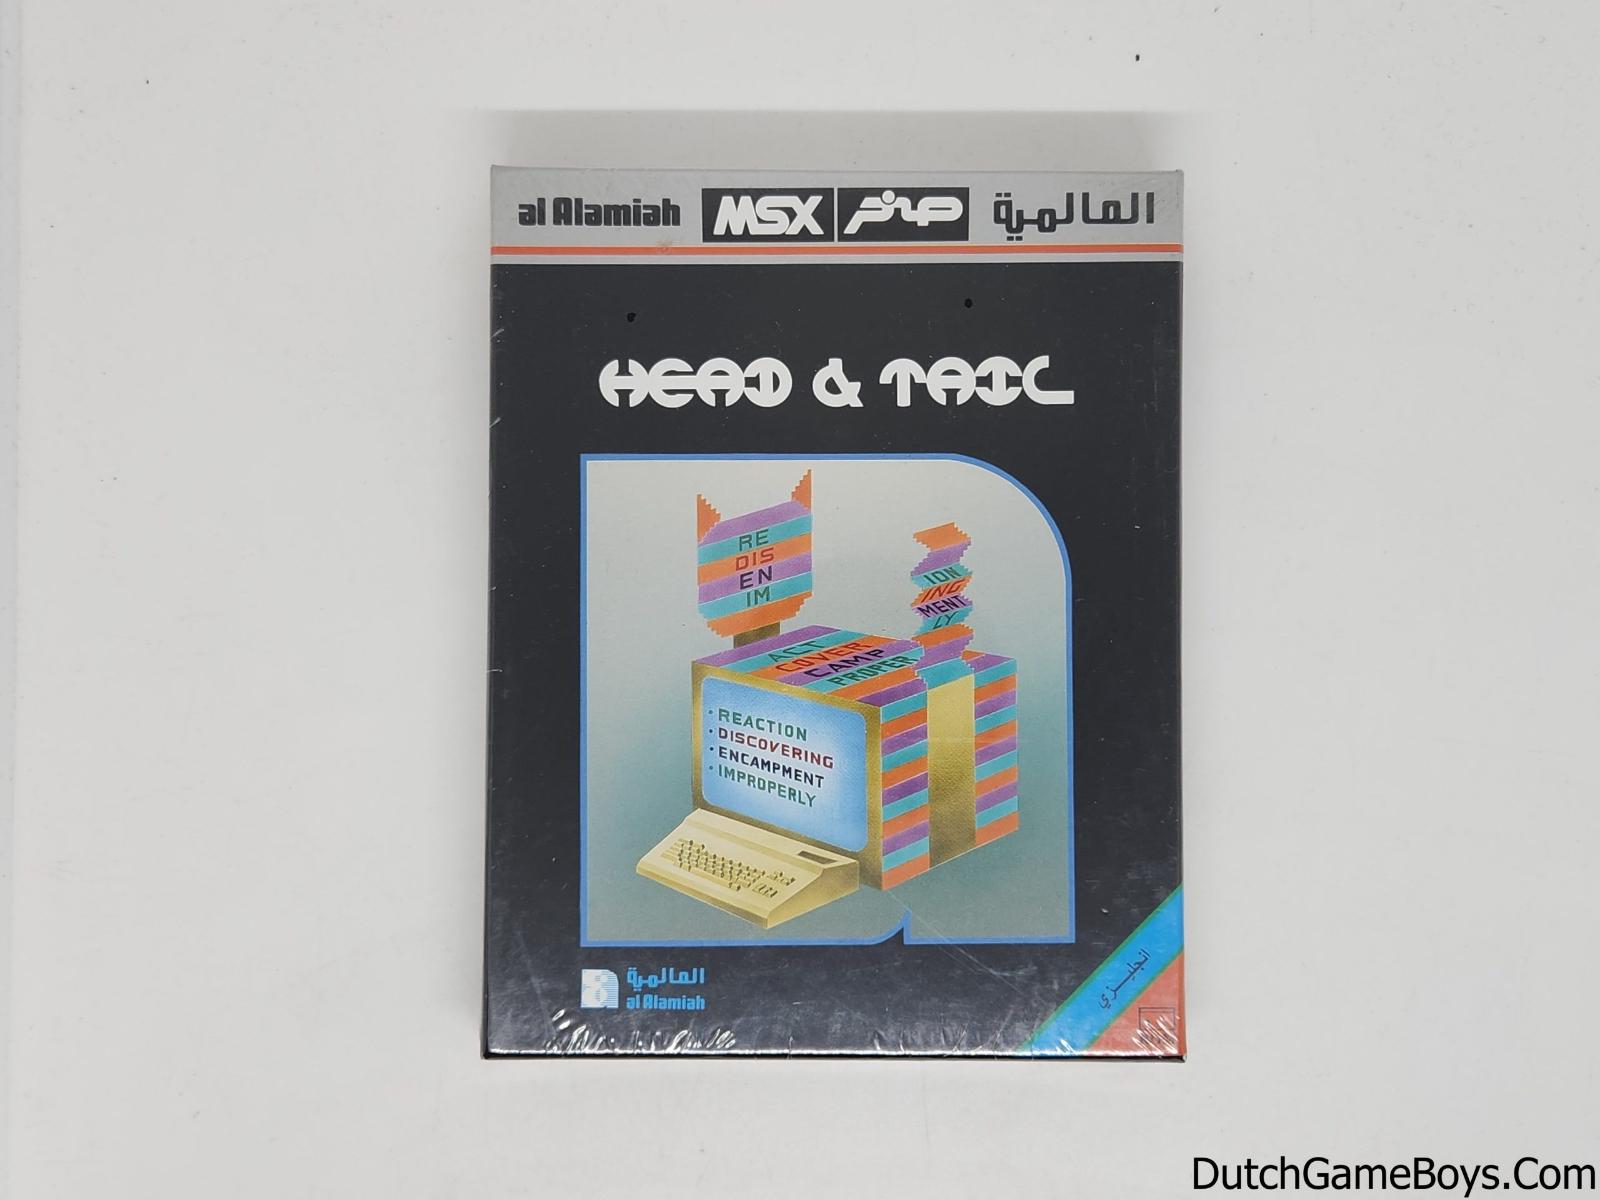 al Alamiah MSX صخر العالمية
HEAD & TAIL
RE
DIS
EN
IM
ION
ING
MENT
LY
ACT
COVER
CAMP
PROPER
• REACTION
• DISCOVERING
• ENCAMPMENT
• IMPROPERLY
العالمية
al Alamiah
انجليزي
DutchGameBoys.Com